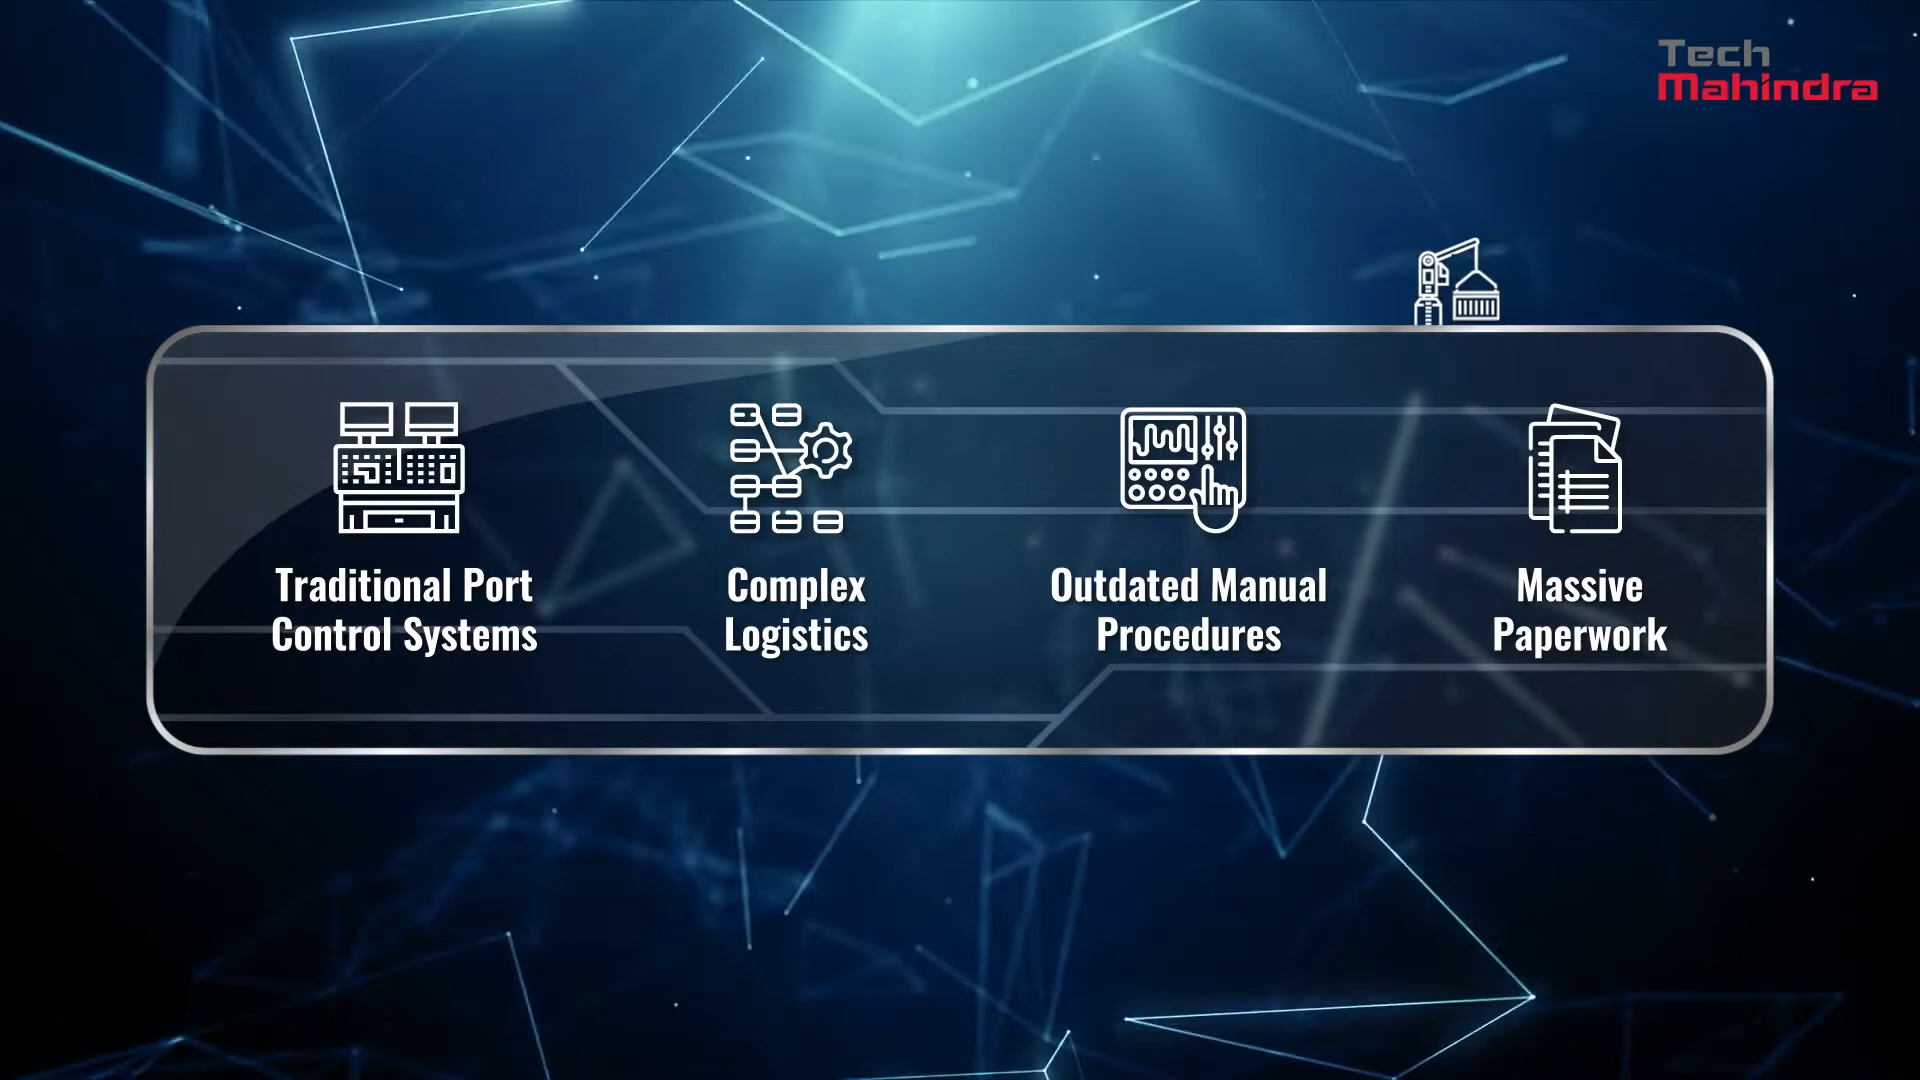 Tech
Mahindra
Traditional Port
Control Systems
Complex
Logistics
Outdated Manual
Procedures
Massive
Paperwork